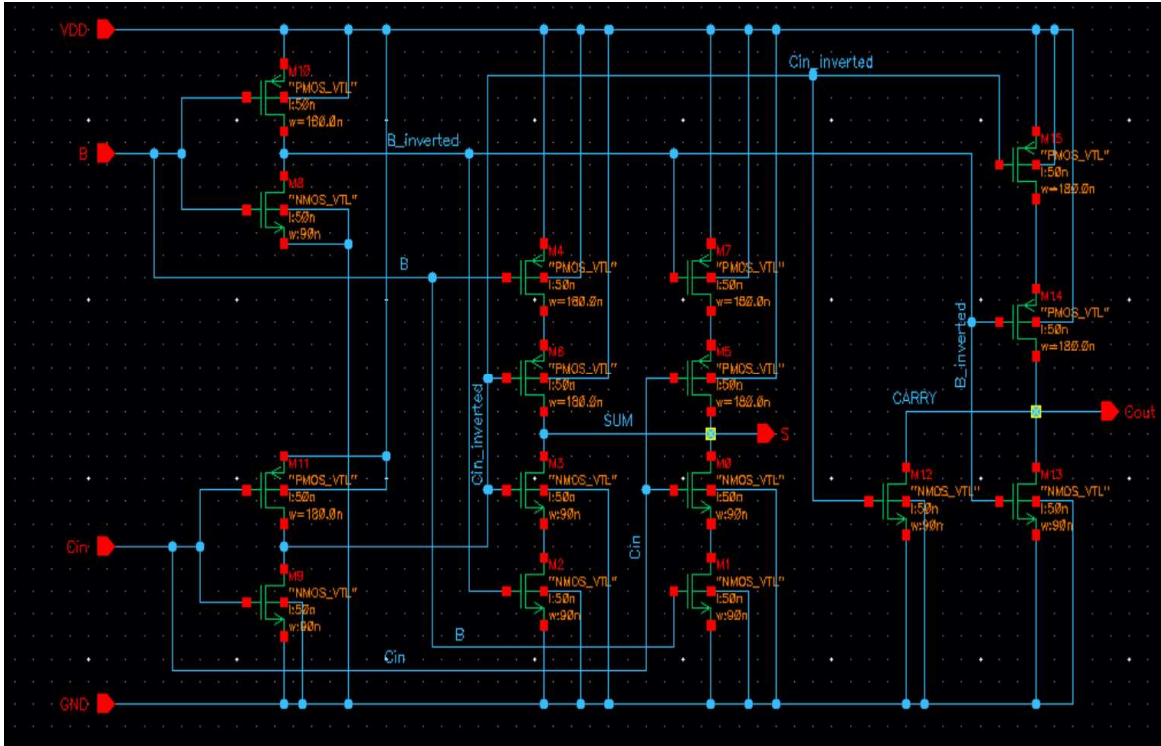 VDD
Cin_inverted
M10
"PMOS_VTL"
l:50n
w=180.0n
B
B_inverted
M15
"PMOS_VTL"
l:50n
w=180.0n
M8
"NMOS_VTL"
l:50n
w:90n
B
M4
"PMOS_VTL"
l:50n
w=180.0n
M7
"PMOS_VTL"
l:50n
w=180.0n
B_inverted
M14
"PMOS_VTL"
l:50n
w=180.0n
M6
"PMOS_VTL"
l:50n
w=180.0n
M5
"PMOS_VTL"
l:50n
w=180.0n
Cin_inverted
SUM
S
CARRY
Cout
M11
"PMOS_VTL"
l:50n
w=180.0n
M3
"NMOS_VTL"
l:50n
w:90n
M0
"NMOS_VTL"
l:50n
w:90n
M12
"NMOS_VTL"
l:50n
w:90n
M13
"NMOS_VTL"
l:50n
w:90n
Cin
Cin
M9
"NMOS_VTL"
l:50n
w:90n
M2
"NMOS_VTL"
l:50n
w:90n
M1
"NMOS_VTL"
l:50n
w:90n
B
Cin
GND